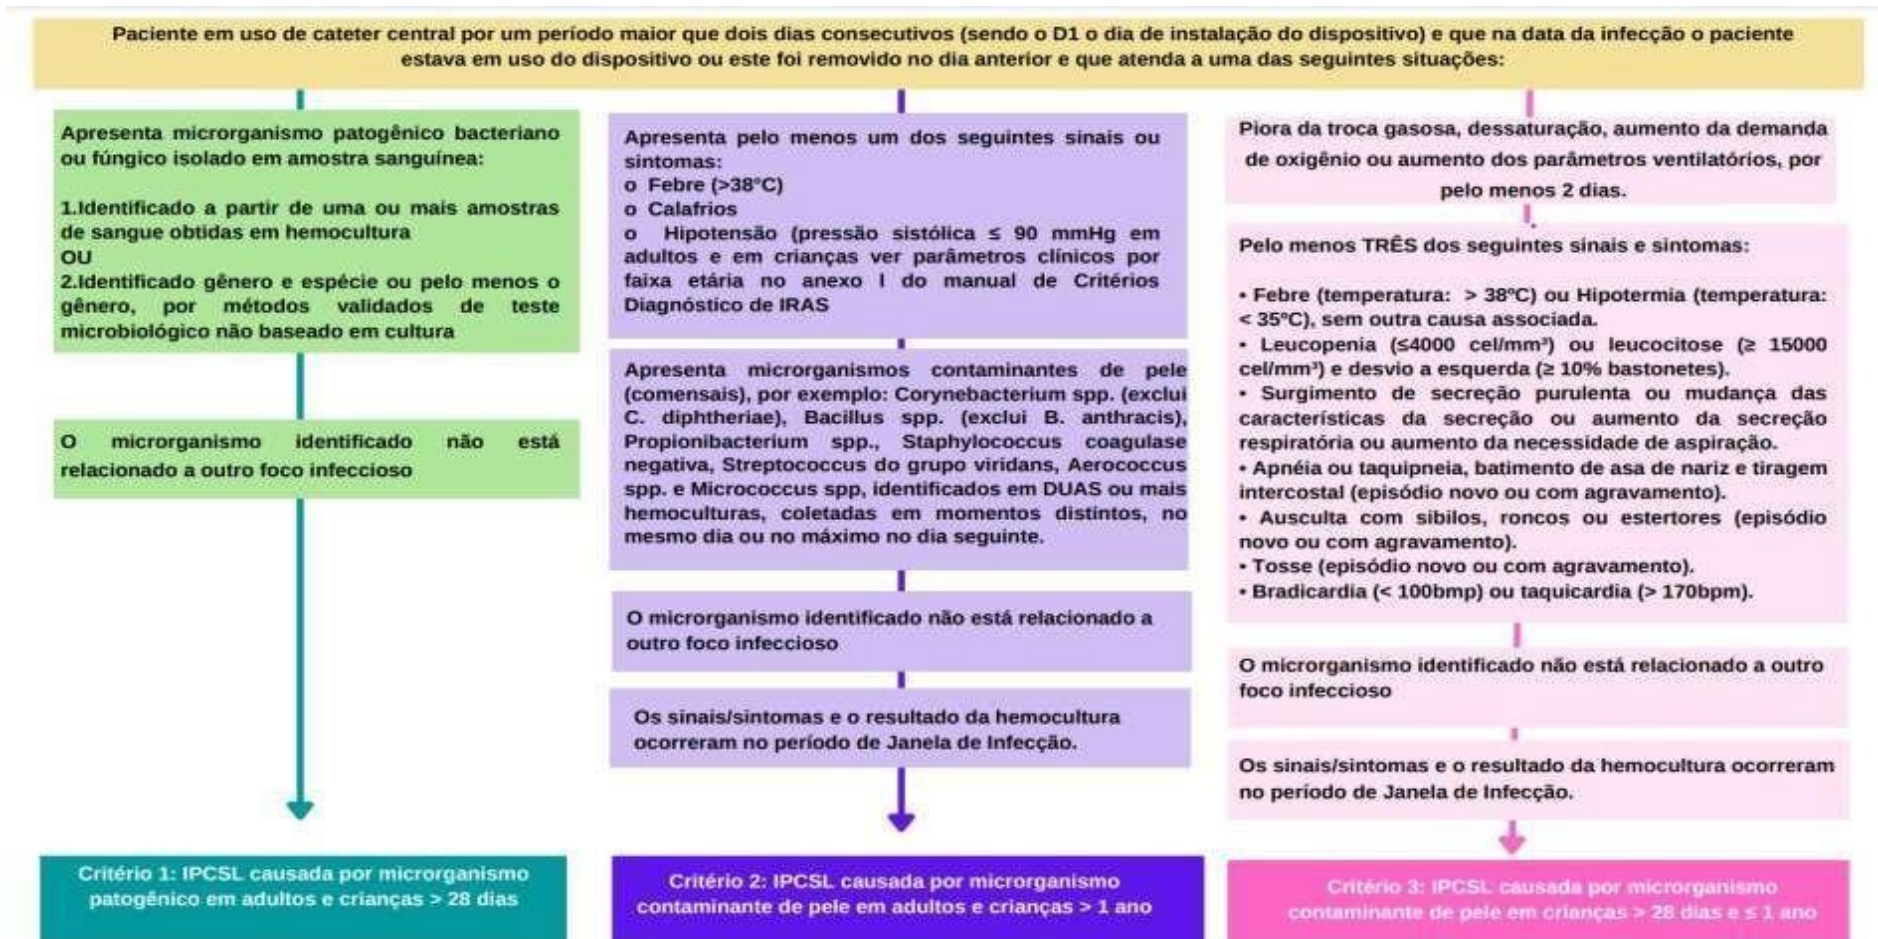 Paciente em uso de cateter central por um período maior que dois dias consecutivos (sendo o D1 o dia de instalação do dispositivo) e que na data da infecção o paciente
estava em uso do dispositivo ou este foi removido no dia anterior e que atenda a uma das seguintes situações:
Apresenta microrganismo patogênico bacteriano
ou fúngico isolado em amostra sanguínea:
1.Identificado a partir de uma ou mais amostras
de sangue obtidas em hemocultura
OU
2.Identificado gênero e espécie ou pelo menos o
gênero, por métodos validados de teste
microbiológico não baseado em cultura
O microrganismo identificado não está
relacionado a outro foco infeccioso
Critério 1: IPCSL causada por microrganismo
patogênico em adultos e crianças > 28 dias
Apresenta pelo menos um dos seguintes sinais ou
sintomas:
o Febre (>38°C)
o Calafrios
o Hipotensão (pressão sistólica ≤ 90 mmHg em
adultos e em crianças ver parâmetros clínicos por
faixa etária no anexo I do manual de Critérios
Diagnóstico de IRAS
Apresenta microrganismos contaminantes de pele
(comensais), por exemplo: Corynebacterium spp. (exclui
C. diphtheriae), Bacillus spp. (exclui B. anthracis),
Propionibacterium spp., Staphylococcus coagulase
negativa, Streptococcus do grupo viridans, Aerococcus
spp. e Micrococcus spp, identificados em DUAS ou mais
hemoculturas, coletadas em momentos distintos, no
mesmo dia ou no máximo no dia seguinte.
O microrganismo identificado não está relacionado a
outro foco infeccioso
Os sinais/sintomas e o resultado da hemocultura
ocorreram no período de Janela de Infecção.
Critério 2: IPCSL causada por microrganismo
contaminante de pele em adultos e crianças > 1 ano
Piora da troca gasosa, dessaturação, aumento da demanda
de oxigênio ou aumento dos parâmetros ventilatórios, por
pelo menos 2 dias.
Pelo menos TRÊS dos seguintes sinais e sintomas:
• Febre (temperatura: > 38ºC) ou Hipotermia (temperatura:
< 35ºC), sem outra causa associada.
• Leucopenia (≤4000 cel/mm³) ou leucocitose (≥ 15000
cel/mm³) e desvio a esquerda (≥ 10% bastonetes).
• Surgimento de secreção purulenta ou mudança das
características da secreção ou aumento da secreção
respiratória ou aumento da necessidade de aspiração.
• Apnéia ou taquipneia, batimento de asa de nariz e tiragem
intercostal (episódio novo ou com agravamento).
• Ausculta com sibilos, roncos ou estertores (episódio
novo ou com agravamento).
• Tosse (episódio novo ou com agravamento).
• Bradicardia (< 100bmp) ou taquicardia (> 170bpm).
O microrganismo identificado não está relacionado a outro
foco infeccioso
Os sinais/sintomas e o resultado da hemocultura ocorreram
no período de Janela de Infecção.
Critério 3: IPCSL causada por microrganismo
contaminante de pele em crianças > 28 dias e ≤ 1 ano